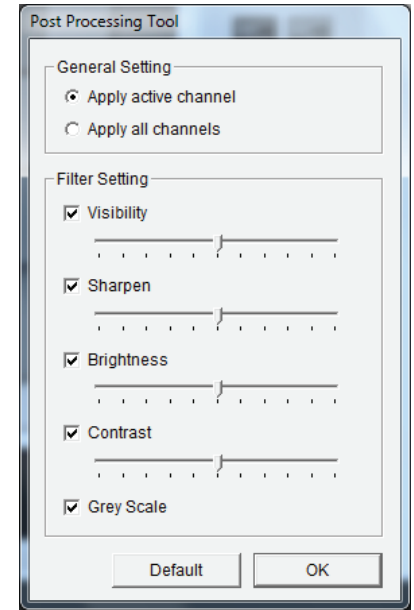 Post Processing Tool
General Setting
Apply active channel
Apply all channels
Filter Setting
Visibility
Sharpen
Brightness
Contrast
Grey Scale
Default OK